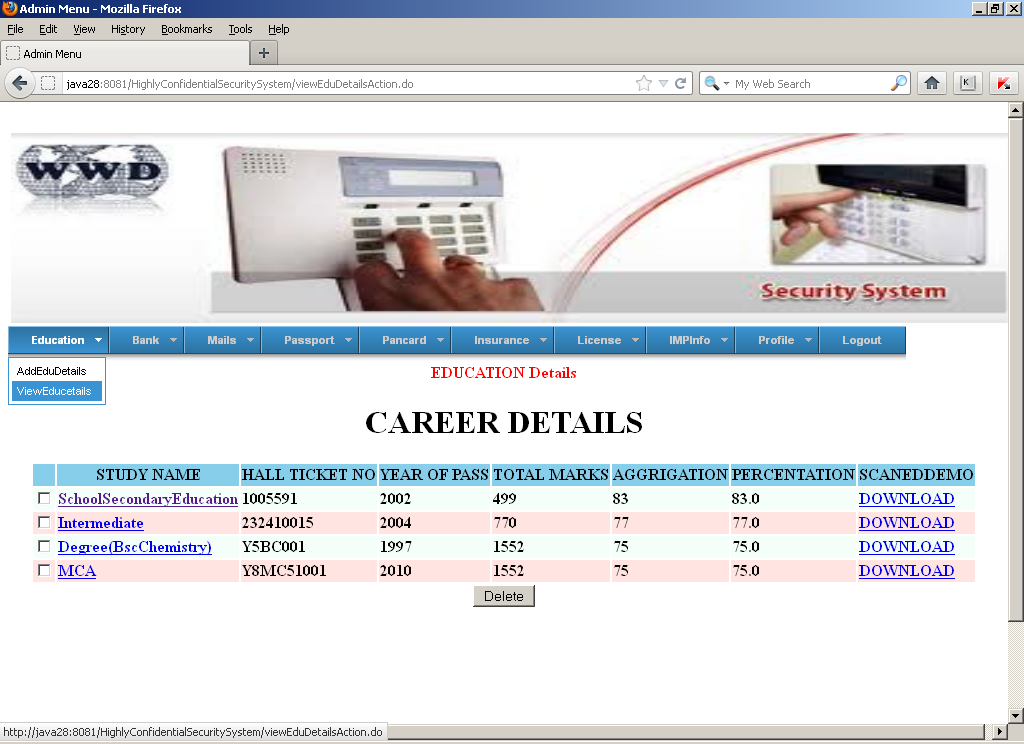 Admin Menu - Mozilla Firefox
File Edit View History Bookmarks Tools Help
Admin Menu
java28:8081/HighlyConfidentialSecuritySystem/viewEduDetailsAction.do My Web Search
WWD
Security System
Education Bank Mails Passport Pancard Insurance License IMPInfo Profile Logout
AddEduDetails
ViewEducetails
EDUCATION Details
CAREER DETAILS
STUDY NAME HALL TICKET NO YEAR OF PASS TOTAL MARKS AGGRIGATION PERCENTATION SCANEDDEMO
SchoolSecondaryEducation 1005591 2002 499 83 83.0 DOWNLOAD
Intermediate 232410015 2004 770 77 77.0 DOWNLOAD
Degree(BscChemistry) Y5BC001 1997 1552 75 75.0 DOWNLOAD
MCA Y8MC51001 2010 1552 75 75.0 DOWNLOAD
Delete
http://java28:8081/HighlyConfidentialSecuritySystem/viewEduDetailsAction.do